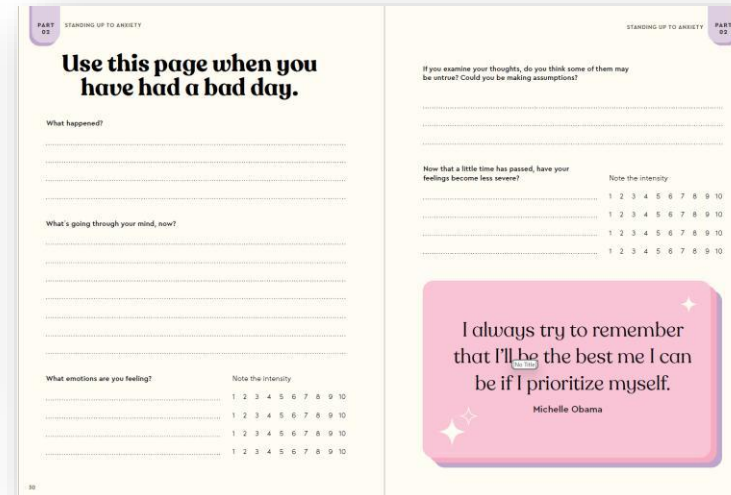 PART
02
STANDING UP TO ANXIETY
Use this page when you
have had a bad day.
What happened?
What's going through your mind, now?
What emotions are you feeling?
Note the intensity
1 2 3 4 5 6 7 8 9 10
1 2 3 4 5 6 7 8 9 10
1 2 3 4 5 6 7 8 9 10
1 2 3 4 5 6 7 8 9 10
STANDING UP TO ANXIETY
PART
02
If you examine your thoughts, do you think some of them may
be untrue? Could you be making assumptions?
Now that a little time has passed, have your
feelings become less severe?
Note the intensity
1 2 3 4 5 6 7 8 9 10
1 2 3 4 5 6 7 8 9 10
1 2 3 4 5 6 7 8 9 10
1 2 3 4 5 6 7 8 9 10
I always try to remember
that I'll be the best me I can
No Title
be if I prioritize myself.
Michelle Obama